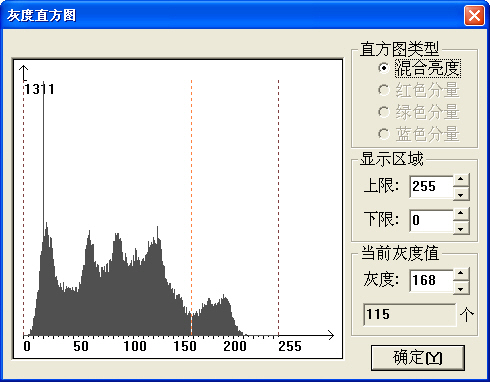 灰度直方图
1311
0 50 100 150 200 255
直方图类型
混合亮度
红色分量
绿色分量
蓝色分量
显示区域
上限: 255
下限: 0
当前灰度值
灰度: 168
115 个
确定(Y)